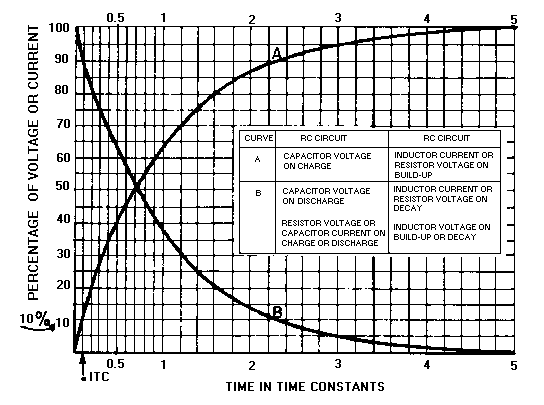 0.5 1 2 3 4 5
100
90
80
70
60
50
40
30
20
10
10%
PERCENTAGE OF VOLTAGE OR CURRENT
A
B
CURVE RC CIRCUIT RC CIRCUIT
A CAPACITOR VOLTAGE ON CHARGE
INDUCTOR CURRENT OR RESISTOR VOLTAGE ON BUILD-UP
B CAPACITOR VOLTAGE ON DISCHARGE
INDUCTOR CURRENT OR RESISTOR VOLTAGE ON DECAY
RESISTOR VOLTAGE OR CAPACITOR CURRENT ON CHARGE OR DISCHARGE
INDUCTOR VOLTAGE ON BUILD-UP OR DECAY
0.5 1 2 3 4 5
.1TC
TIME IN TIME CONSTANTS